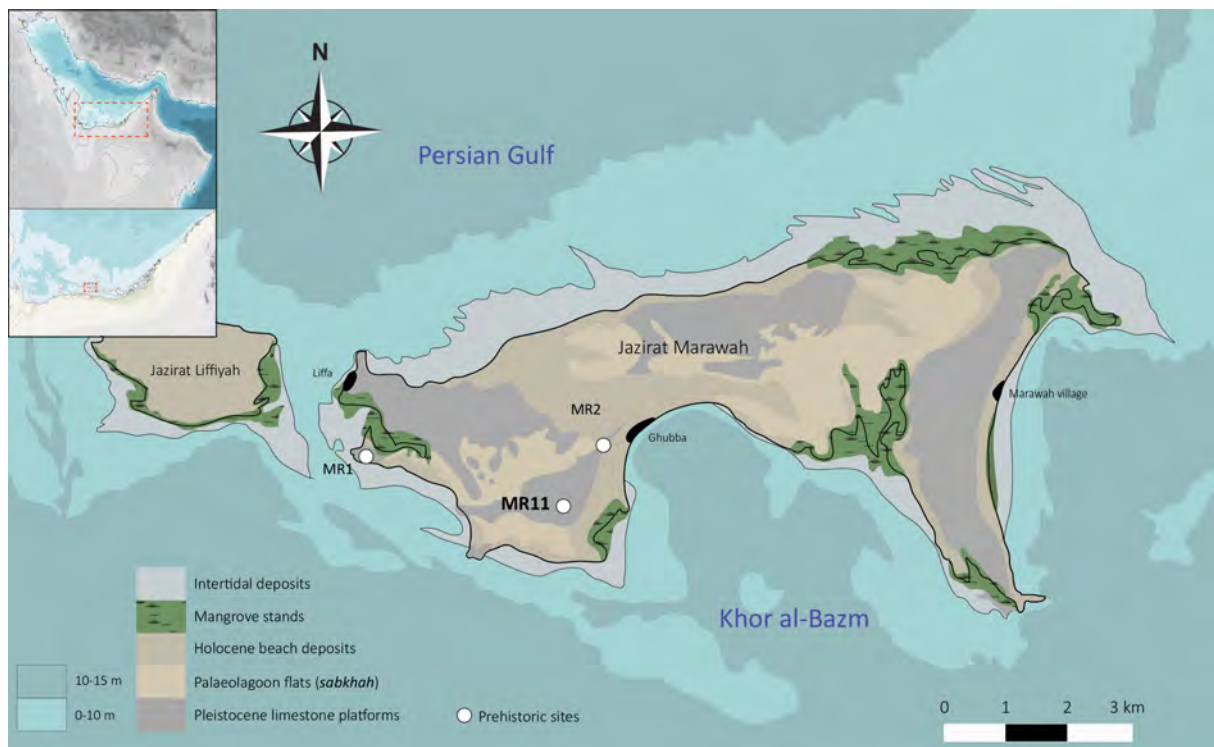 N
Persian Gulf
Jazirat Marawah
Jazirat Liffiyah
Liffa
Marawah village
MR2
Ghubba
MR1
MR11
Khor al-Bazm
Intertidal deposits
Mangrove stands
Holocene beach deposits
Palaeolagoon flats (sabkhah)
Pleistocene limestone platforms
10-15 m
0-10 m
Prehistoric sites
0 1 2 3 km